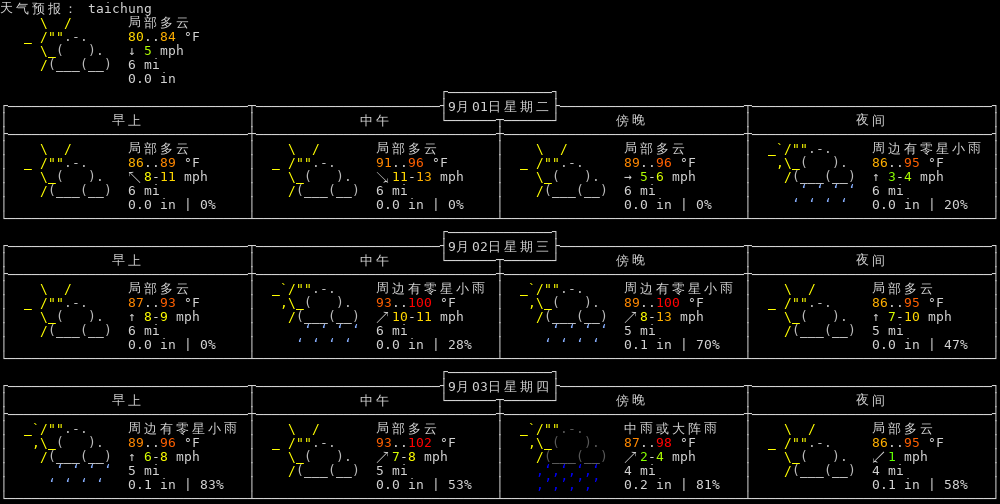 天气预报： taichung
局部多云
80..84 °F
↓ 5 mph
6 mi
0.0 in
9月01日星期二
早上 中午 傍晚 夜间
局部多云 局部多云 局部多云 周边有零星小雨
86..89 °F 91..96 °F 89..96 °F 86..95 °F
↖ 8-11 mph ↘ 11-13 mph → 5-6 mph ↑ 3-4 mph
6 mi 6 mi 6 mi 6 mi
0.0 in | 0% 0.0 in | 0% 0.0 in | 0% 0.0 in | 20%
9月02日星期三
早上 中午 傍晚 夜间
局部多云 周边有零星小雨 周边有零星小雨 局部多云
87..93 °F 93..100 °F 89..100 °F 86..95 °F
↑ 8-9 mph ↗ 10-11 mph ↗ 8-13 mph ↑ 7-10 mph
6 mi 6 mi 5 mi 5 mi
0.0 in | 0% 0.0 in | 28% 0.1 in | 70% 0.0 in | 47%
9月03日星期四
早上 中午 傍晚 夜间
周边有零星小雨 局部多云 中雨或大阵雨 局部多云
89..96 °F 93..102 °F 87..98 °F 86..95 °F
↑ 6-8 mph ↗ 7-8 mph ↗ 2-4 mph ↙ 1 mph
5 mi 5 mi 4 mi 4 mi
0.1 in | 83% 0.0 in | 53% 0.2 in | 81% 0.1 in | 58%